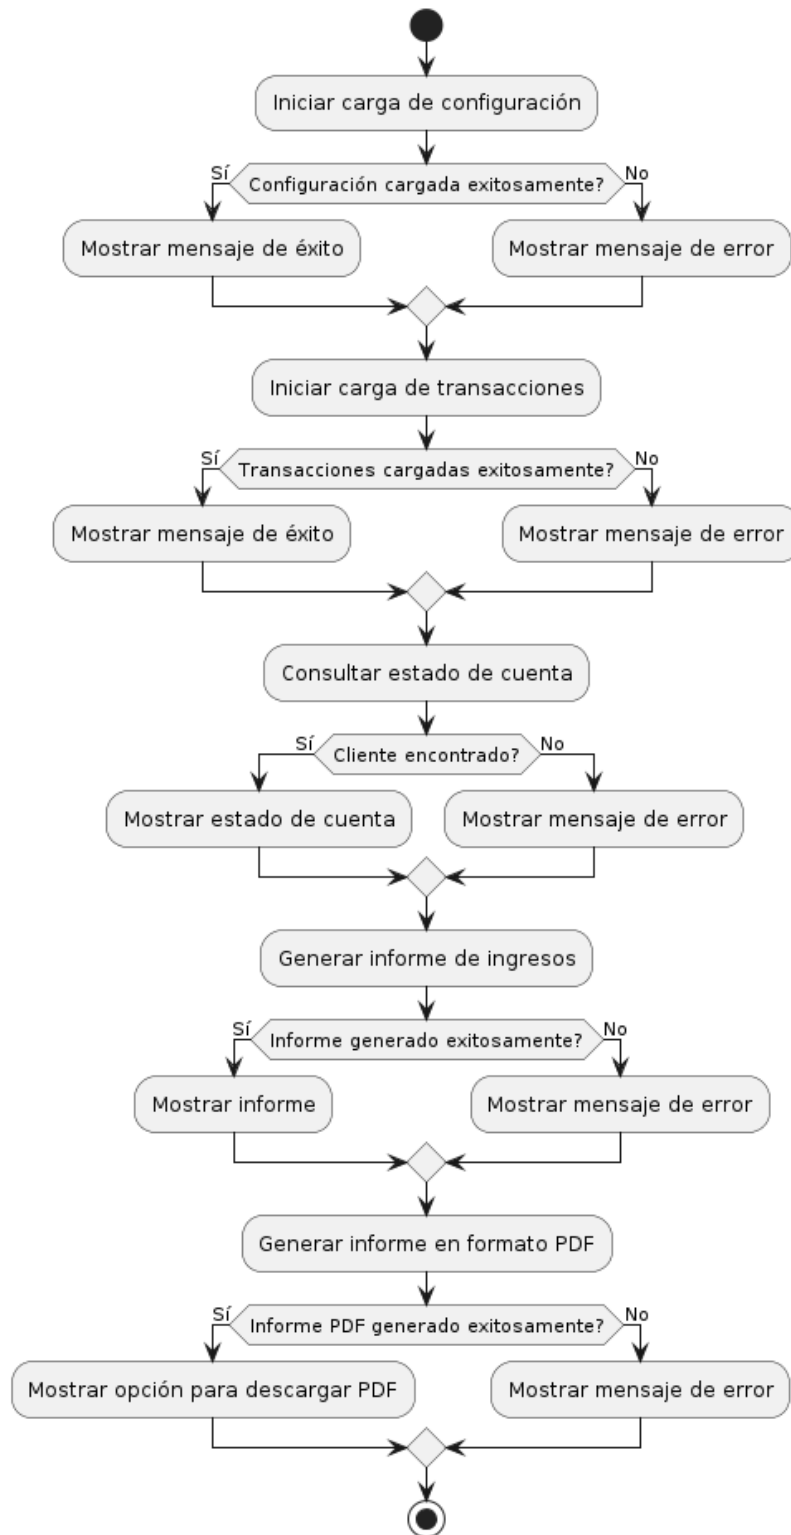 Iniciar carga de configuración
Sí
Configuración cargada exitosamente?
No
Mostrar mensaje de éxito
Mostrar mensaje de error
Iniciar carga de transacciones
Sí
Transacciones cargadas exitosamente?
No
Mostrar mensaje de éxito
Mostrar mensaje de error
Consultar estado de cuenta
Sí
Cliente encontrado?
No
Mostrar estado de cuenta
Mostrar mensaje de error
Generar informe de ingresos
Sí
Informe generado exitosamente?
No
Mostrar informe
Mostrar mensaje de error
Generar informe en formato PDF
Sí
Informe PDF generado exitosamente?
No
Mostrar opción para descargar PDF
Mostrar mensaje de error